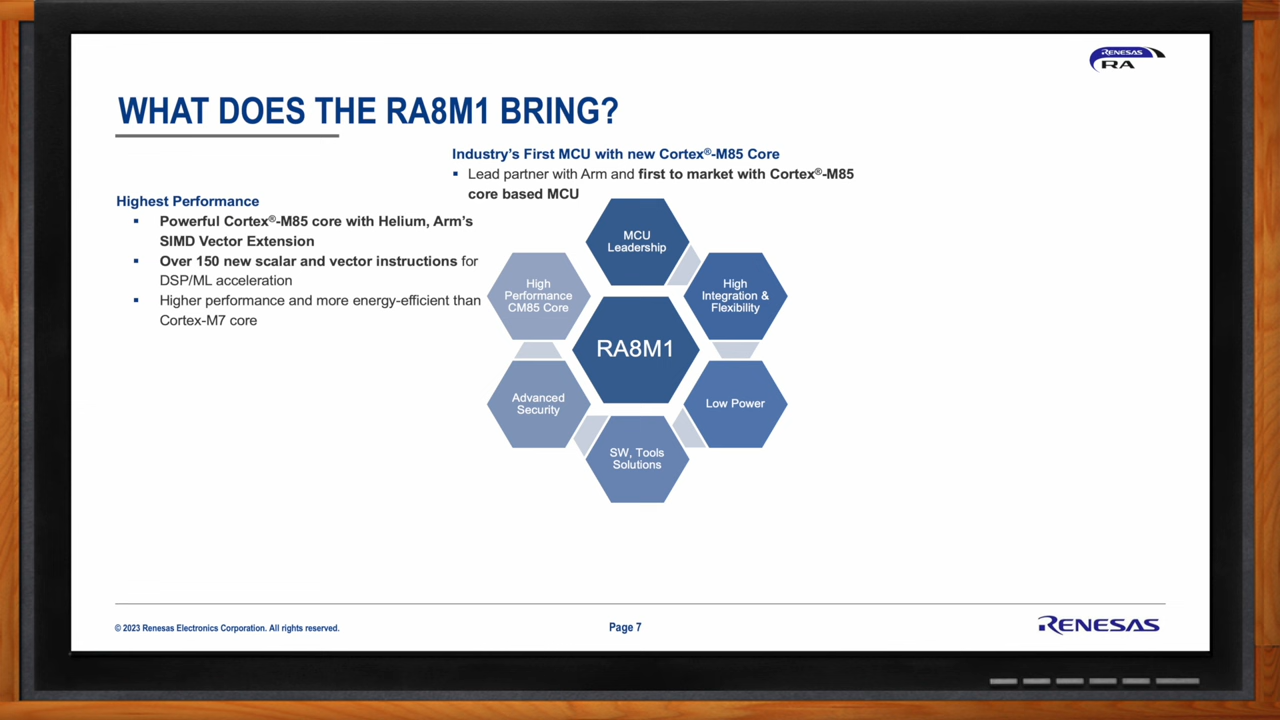 RENESAS
RA
WHAT DOES THE RA8M1 BRING?
Industry's First MCU with new Cortex®-M85 Core
▪ Lead partner with Arm and first to market with Cortex®-M85
core based MCU
Highest Performance
▪ Powerful Cortex®-M85 core with Helium, Arm's
SIMD Vector Extension
▪ Over 150 new scalar and vector instructions for
DSP/ML acceleration
▪ Higher performance and more energy-efficient than
Cortex-M7 core
MCU
Leadership
High
Performance
CM85 Core
High
Integration &
Flexibility
RA8M1
Advanced
Security
Low Power
SW, Tools
Solutions
© 2023 Renesas Electronics Corporation. All rights reserved.
Page 7
RENESAS